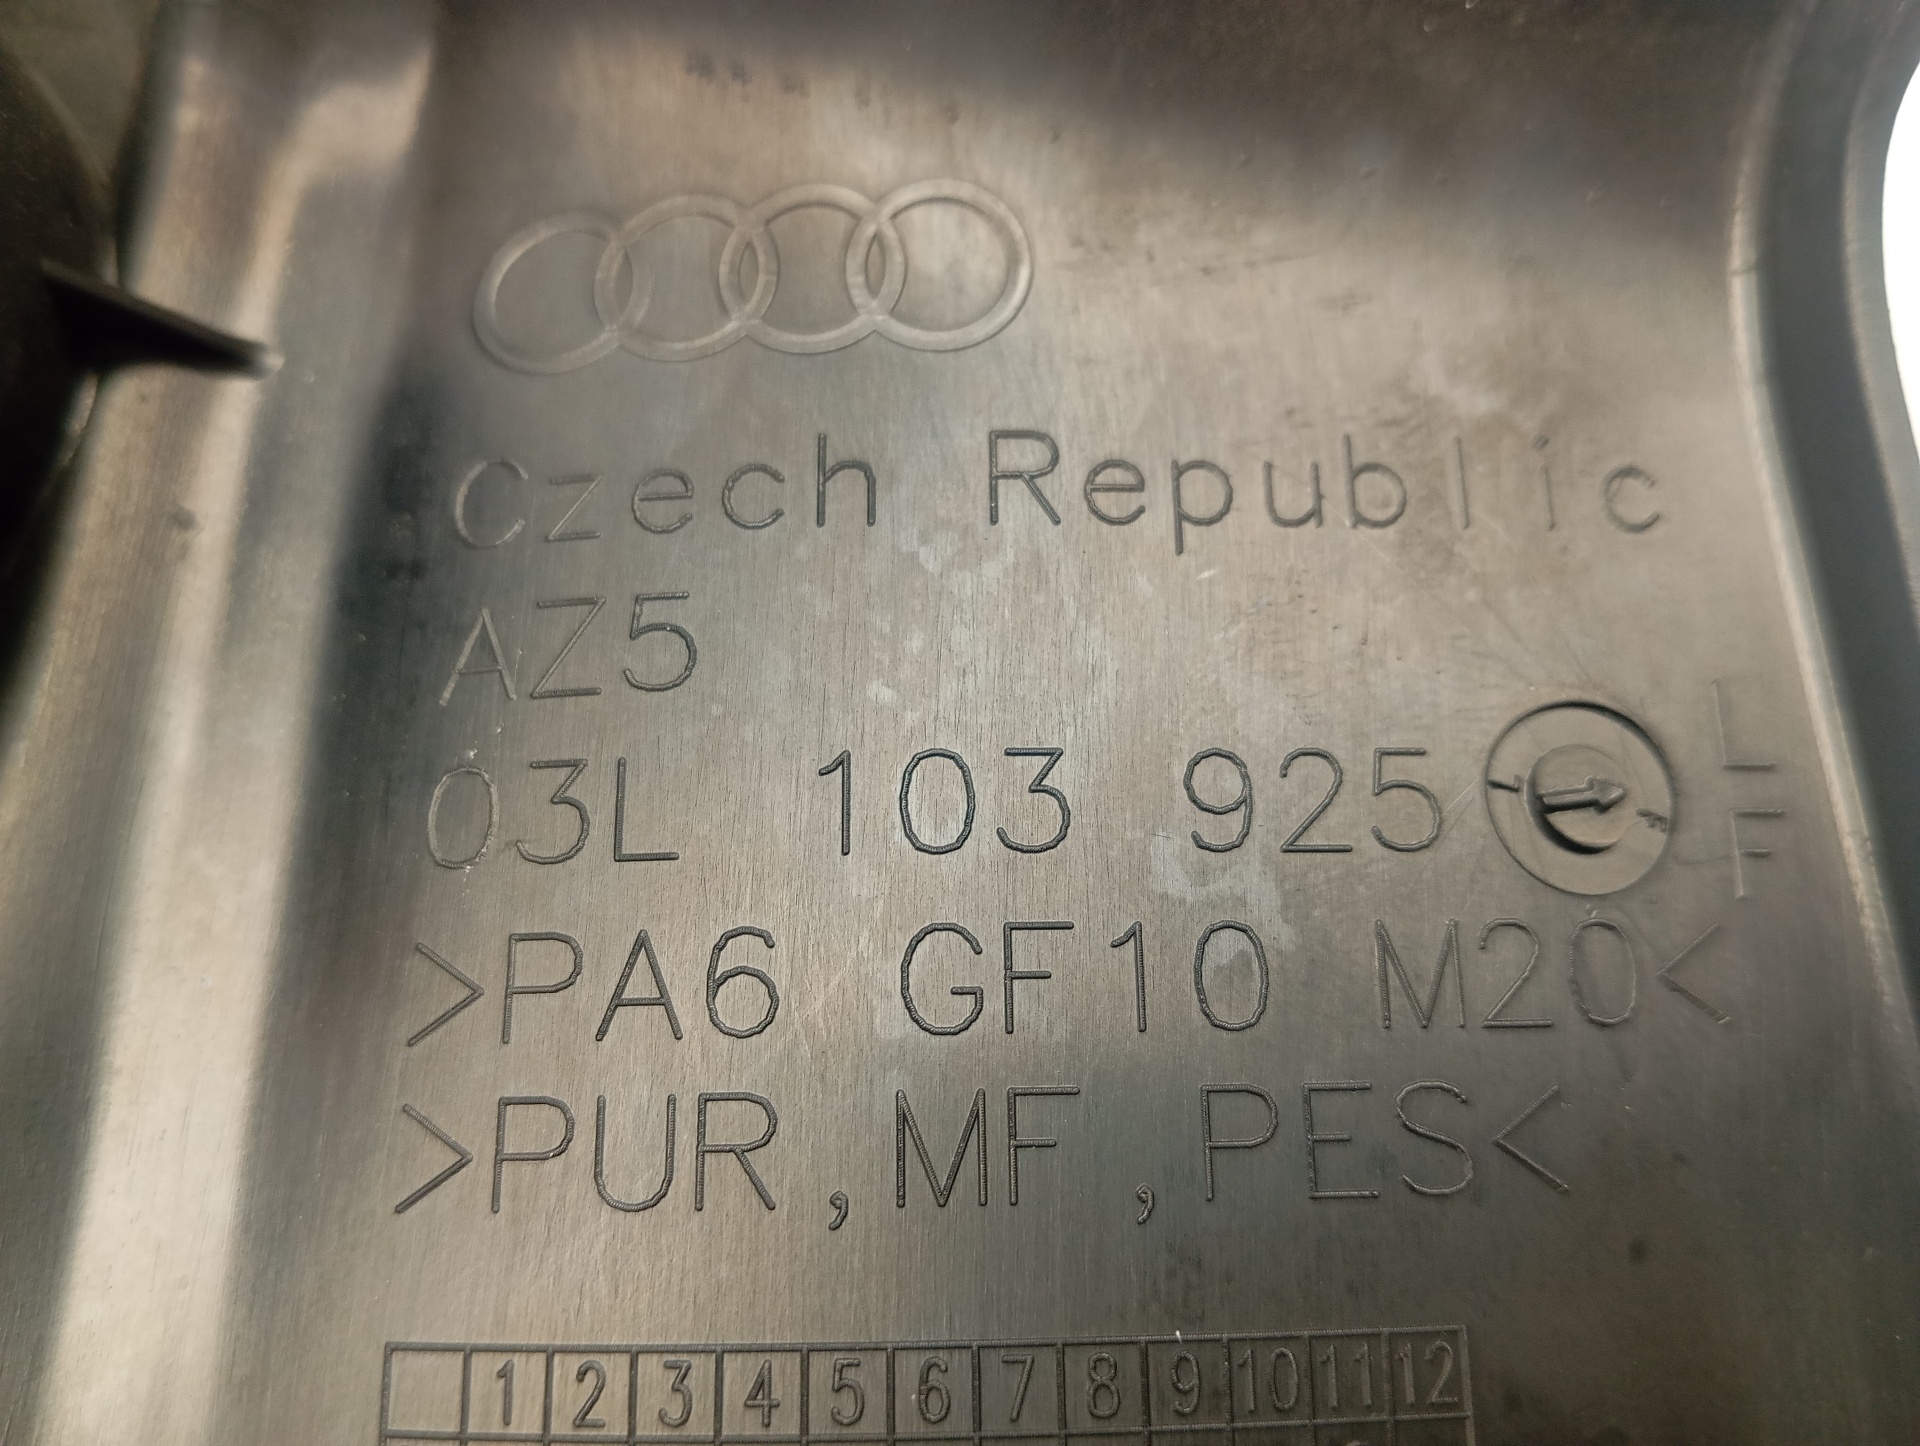 Czech Republic
AZ5
03L 103 925
L
F
>PA6 GF10 M20<
>PUR,MF,PES<
1 2 3 4 5 6 7 8 9 10 11 12